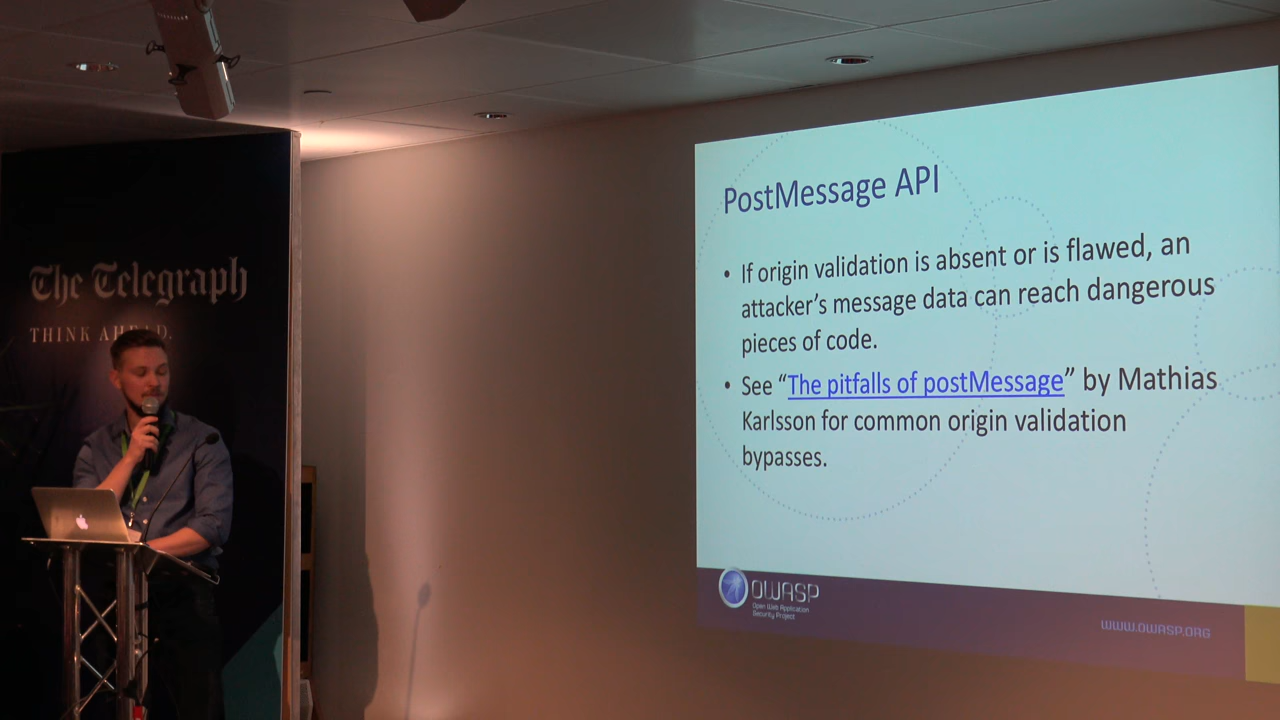 The Telegraph
THINK AHEAD.
PostMessage API
• If origin validation is absent or is flawed, an
attacker's message data can reach dangerous
pieces of code.
• See “The pitfalls of postMessage” by Mathias
Karlsson for common origin validation
bypasses.
OWASP
Open Web Application
Security Project
WWW.OWASP.ORG